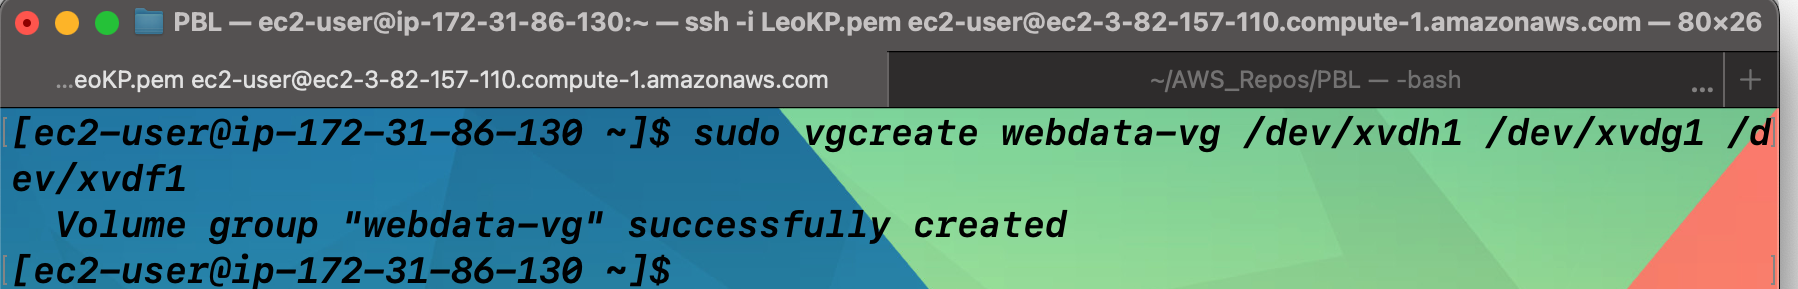 PBL — ec2-user@ip-172-31-86-130:~ — ssh -i LeoKP.pem ec2-user@ec2-3-82-157-110.compute-1.amazonaws.com — 80×26
...eoKP.pem ec2-user@ec2-3-82-157-110.compute-1.amazonaws.com ~/AWS_Repos/PBL — -bash ... +
[ec2-user@ip-172-31-86-130 ~]$ sudo vgcreate webdata-vg /dev/xvdh1 /dev/xvdg1 /d
ev/xvdf1
  Volume group "webdata-vg" successfully created
[ec2-user@ip-172-31-86-130 ~]$